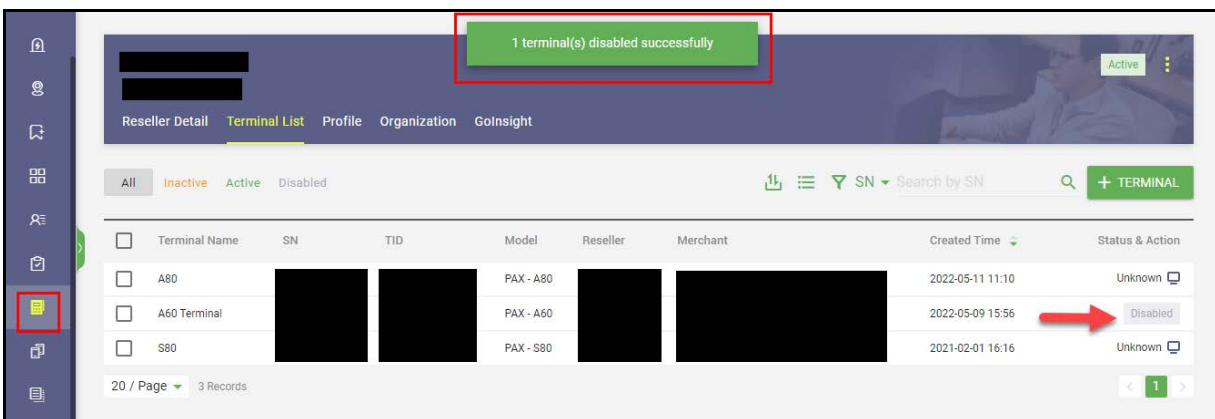 1 terminal(s) disabled successfully
Active
Reseller Detail Terminal List Profile Organization GoInsight
All Inactive Active Disabled SN Search by SN + TERMINAL
Terminal Name SN TID Model Reseller Merchant Created Time Status & Action
A80 PAX - A80 2022-05-11 11:10 Unknown
A60 Terminal PAX - A60 2022-05-09 15:56 Disabled
S80 PAX - S80 2021-02-01 16:16 Unknown
20 / Page 3 Records < 1 >